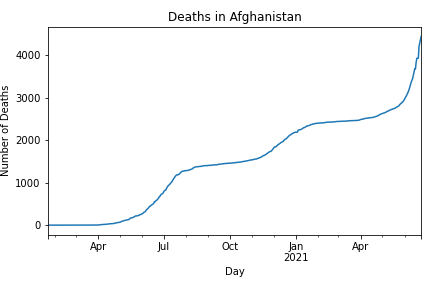 Deaths in Afghanistan
Number of Deaths
4000
3000
2000
1000
0
Apr
Jul
Oct
Jan
2021
Apr
Day